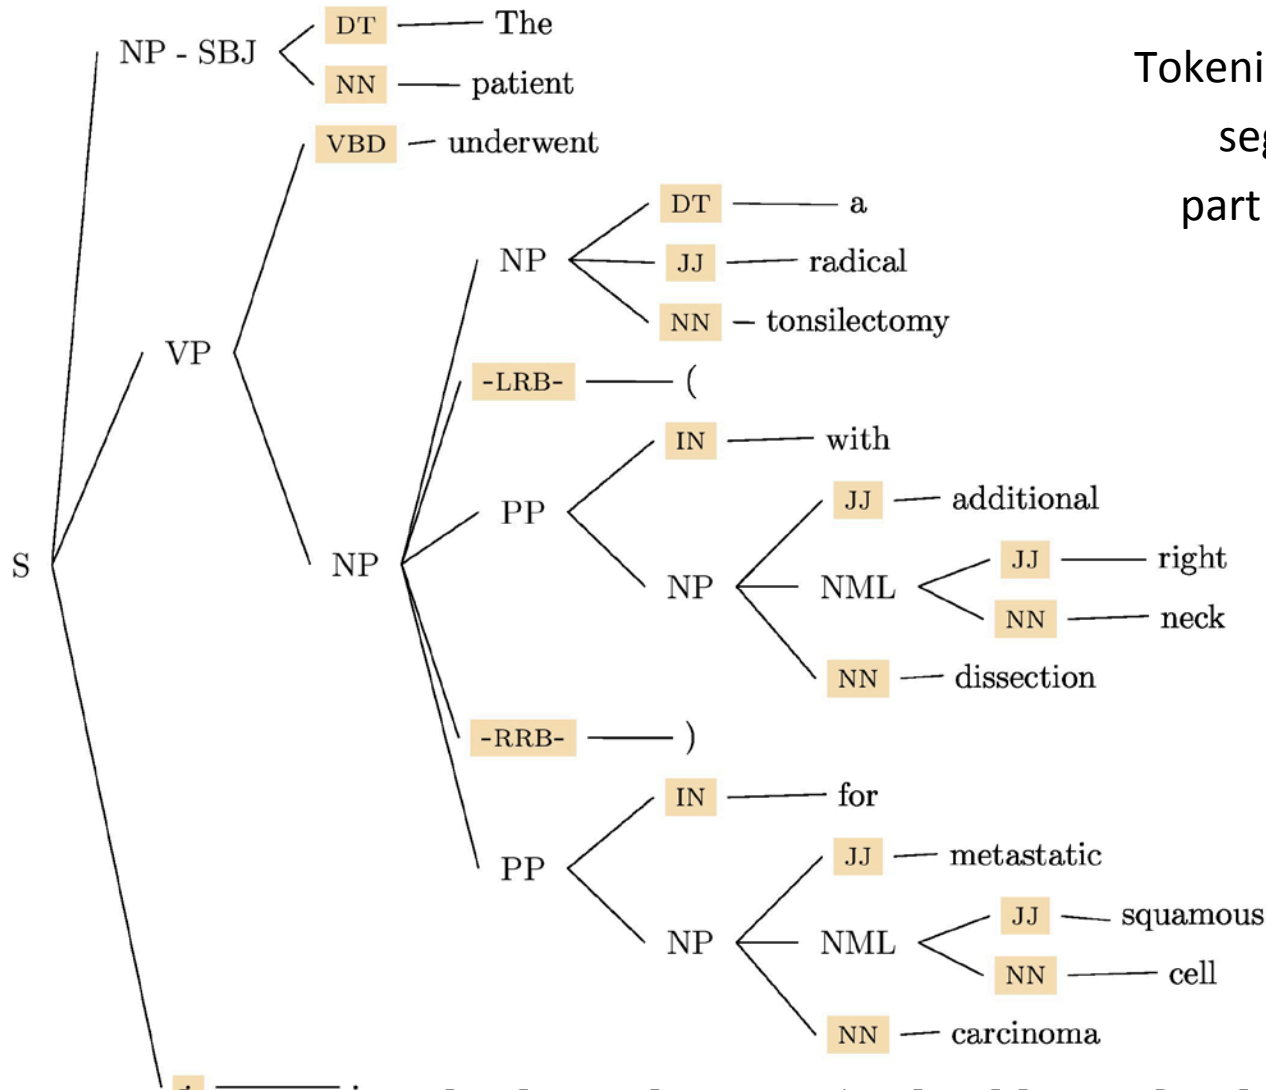 NP - SBJ
DT The
NN patient
VBD underwent
DT a
NP
JJ radical
NN tonsilectomy
VP
-LRB- (
IN with
PP
JJ additional
JJ right
S
NP
NP
NML
NN neck
NN dissection
-RRB- )
IN for
PP
JJ metastatic
JJ squamous
NP
NML
NN cell
NN carcinoma
Tokeni
seg
part